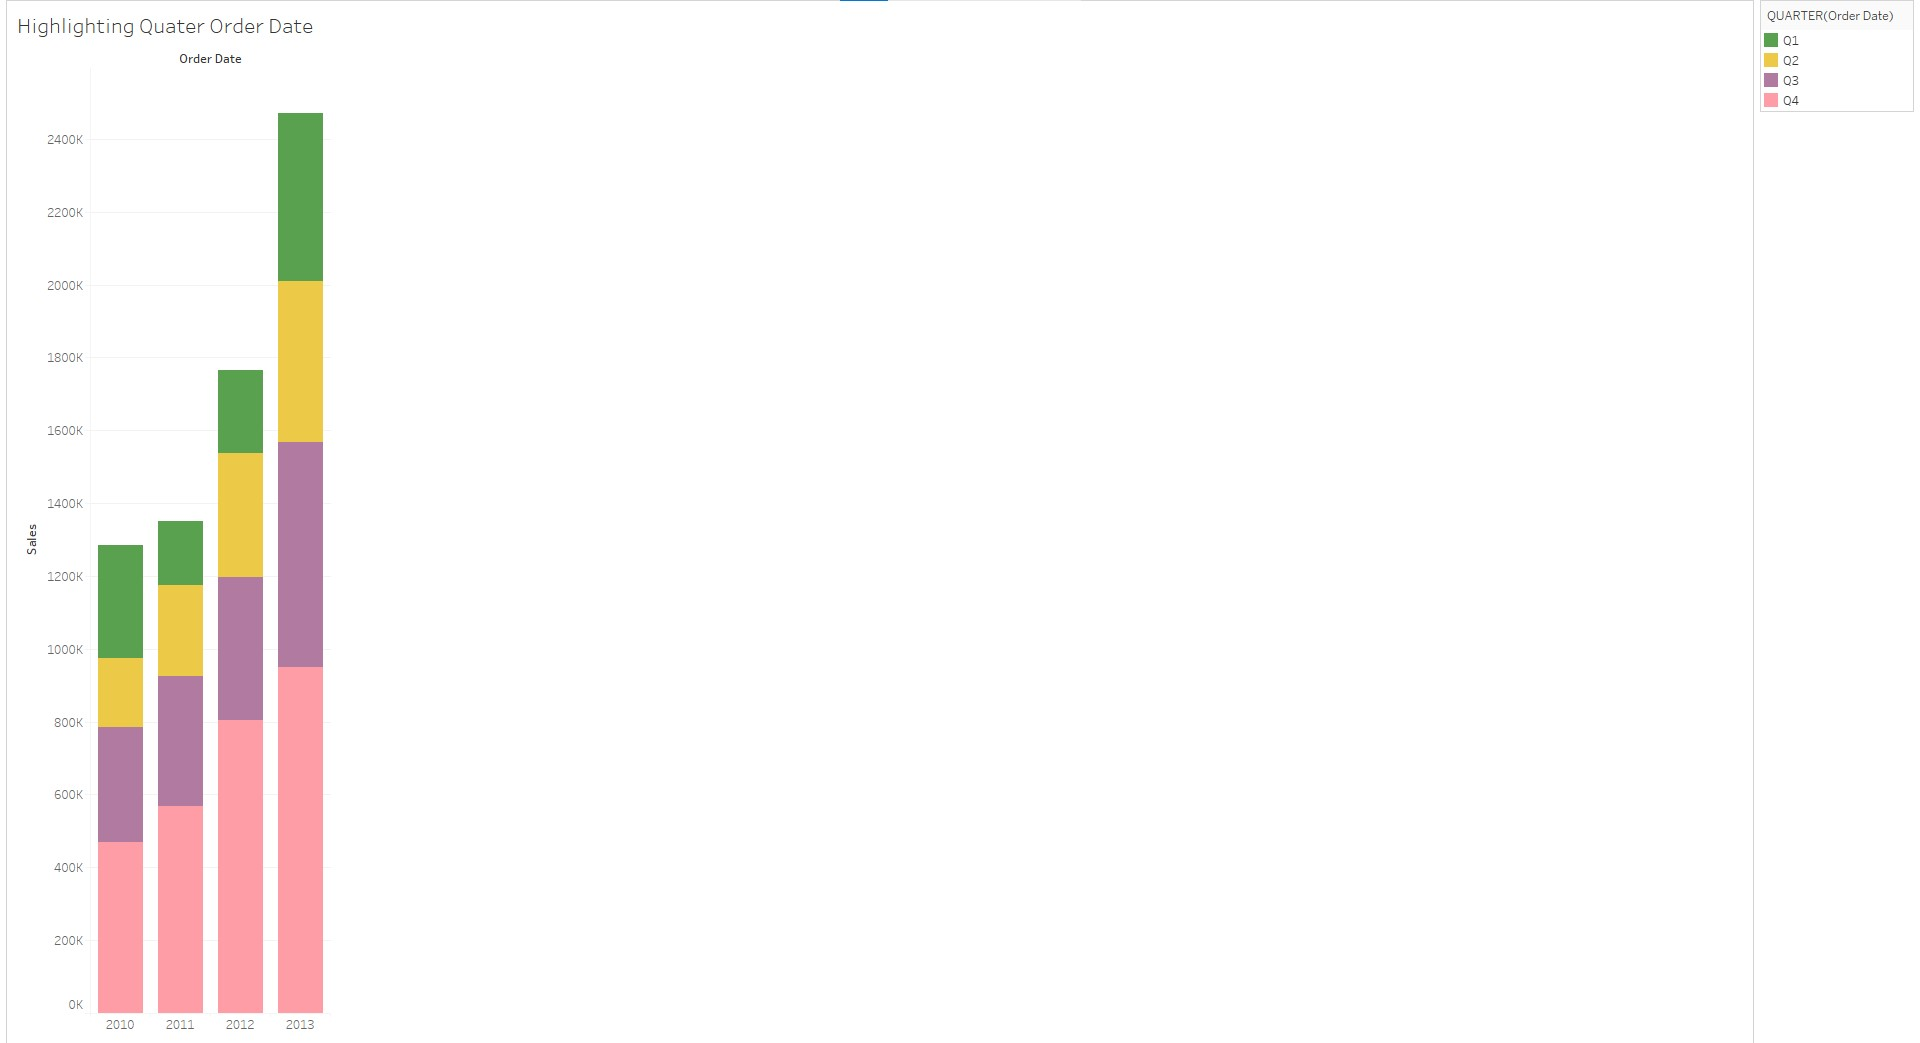 Highlighting Quater Order Date
Order Date
2400K
2200K
2000K
1800K
1600K
1400K
1200K
1000K
800K
600K
400K
200K
0K
Sales
2010 2011 2012 2013
QUARTER(Order Date)
Q1
Q2
Q3
Q4